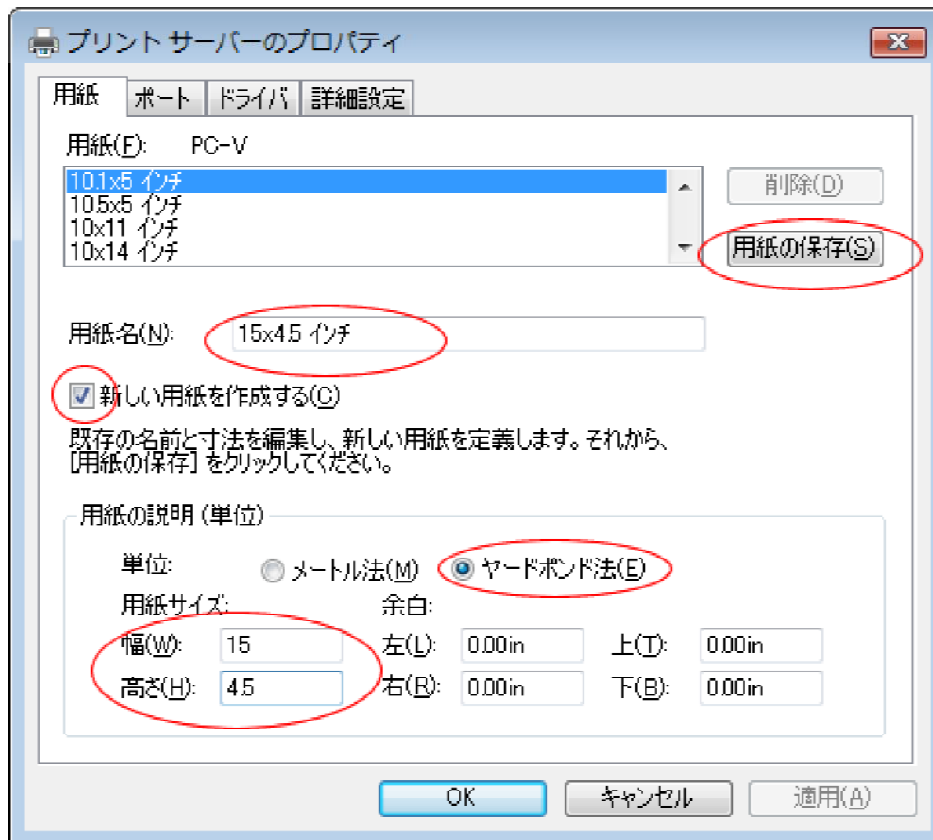 プリント サーバーのプロパティ
用紙 ポート ドライバ 詳細設定
用紙(F): PC-V
10.1x5 インチ
10.5x5 インチ
10x11 インチ
10x14 インチ
削除(D)
用紙の保存(S)
用紙名(N): 15x4.5 インチ
新しい用紙を作成する(C)
既存の名前と寸法を編集し、新しい用紙を定義します。それから、
[用紙の保存] をクリックしてください。
用紙の説明 (単位)
単位: メートル法(M) ヤードポンド法(E)
用紙サイズ: 余白:
幅(W): 15 左(L): 0.00in 上(T): 0.00in
高さ(H): 4.5 右(R): 0.00in 下(B): 0.00in
OK キャンセル 適用(A)